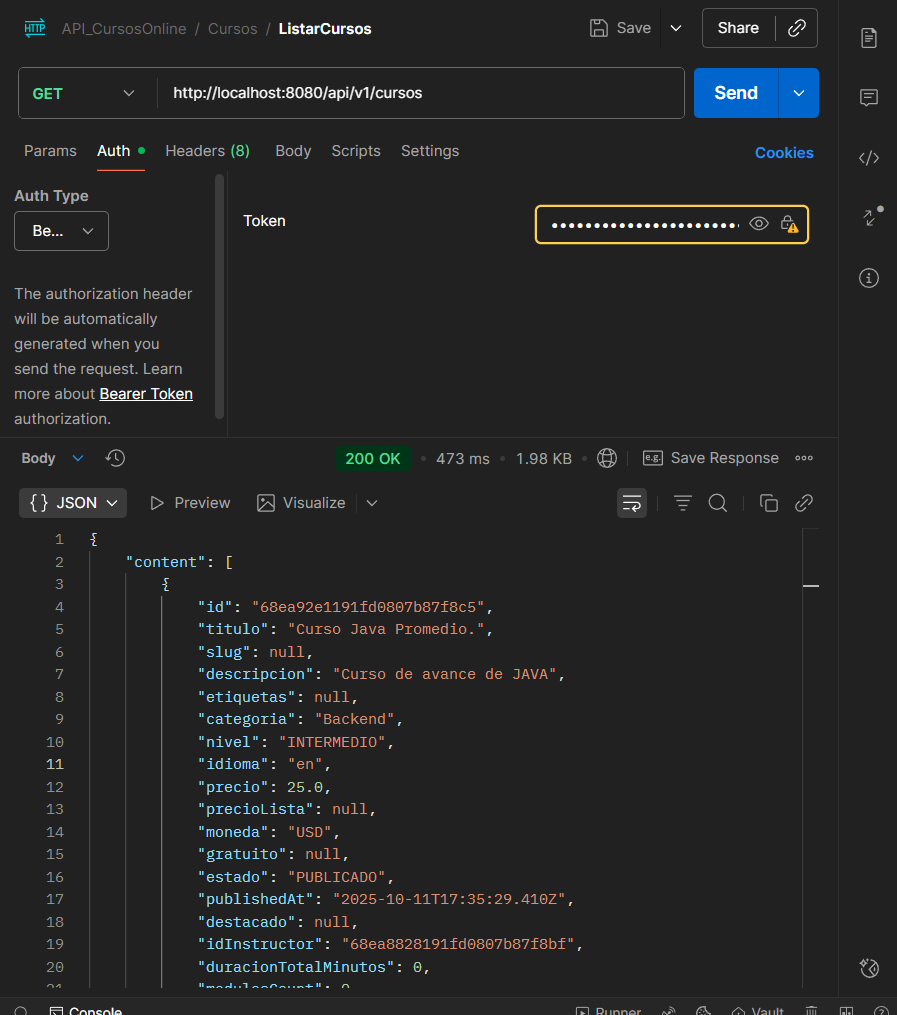 HTTP API_CursosOnline / Cursos / ListarCursos Save Share
GET http://localhost:8080/api/v1/cursos Send
Params Auth Headers (8) Body Scripts Settings Cookies
Auth Type
Be...
Token
The authorization header
will be automatically
generated when you
send the request. Learn
more about Bearer Token
authorization.
Body 200 OK 473 ms 1.98 KB e.g. Save Response
{} JSON Preview Visualize
1 {
2 "content": [
3 {
4 "id": "68ea92e1191fd0807b87f8c5",
5 "titulo": "Curso Java Promedio.",
6 "slug": null,
7 "descripcion": "Curso de avance de JAVA",
8 "etiquetas": null,
9 "categoria": "Backend",
10 "nivel": "INTERMEDIO",
11 "idioma": "en",
12 "precio": 25.0,
13 "precioLista": null,
14 "moneda": "USD",
15 "gratuito": null,
16 "estado": "PUBLICADO",
17 "publishedAt": "2025-10-11T17:35:29.410Z",
18 "destacado": null,
19 "idInstructor": "68ea8828191fd0807b87f8bf",
20 "duracionTotalMinutos": 0,
21 "modulosCount": 0
Console Runner Vault